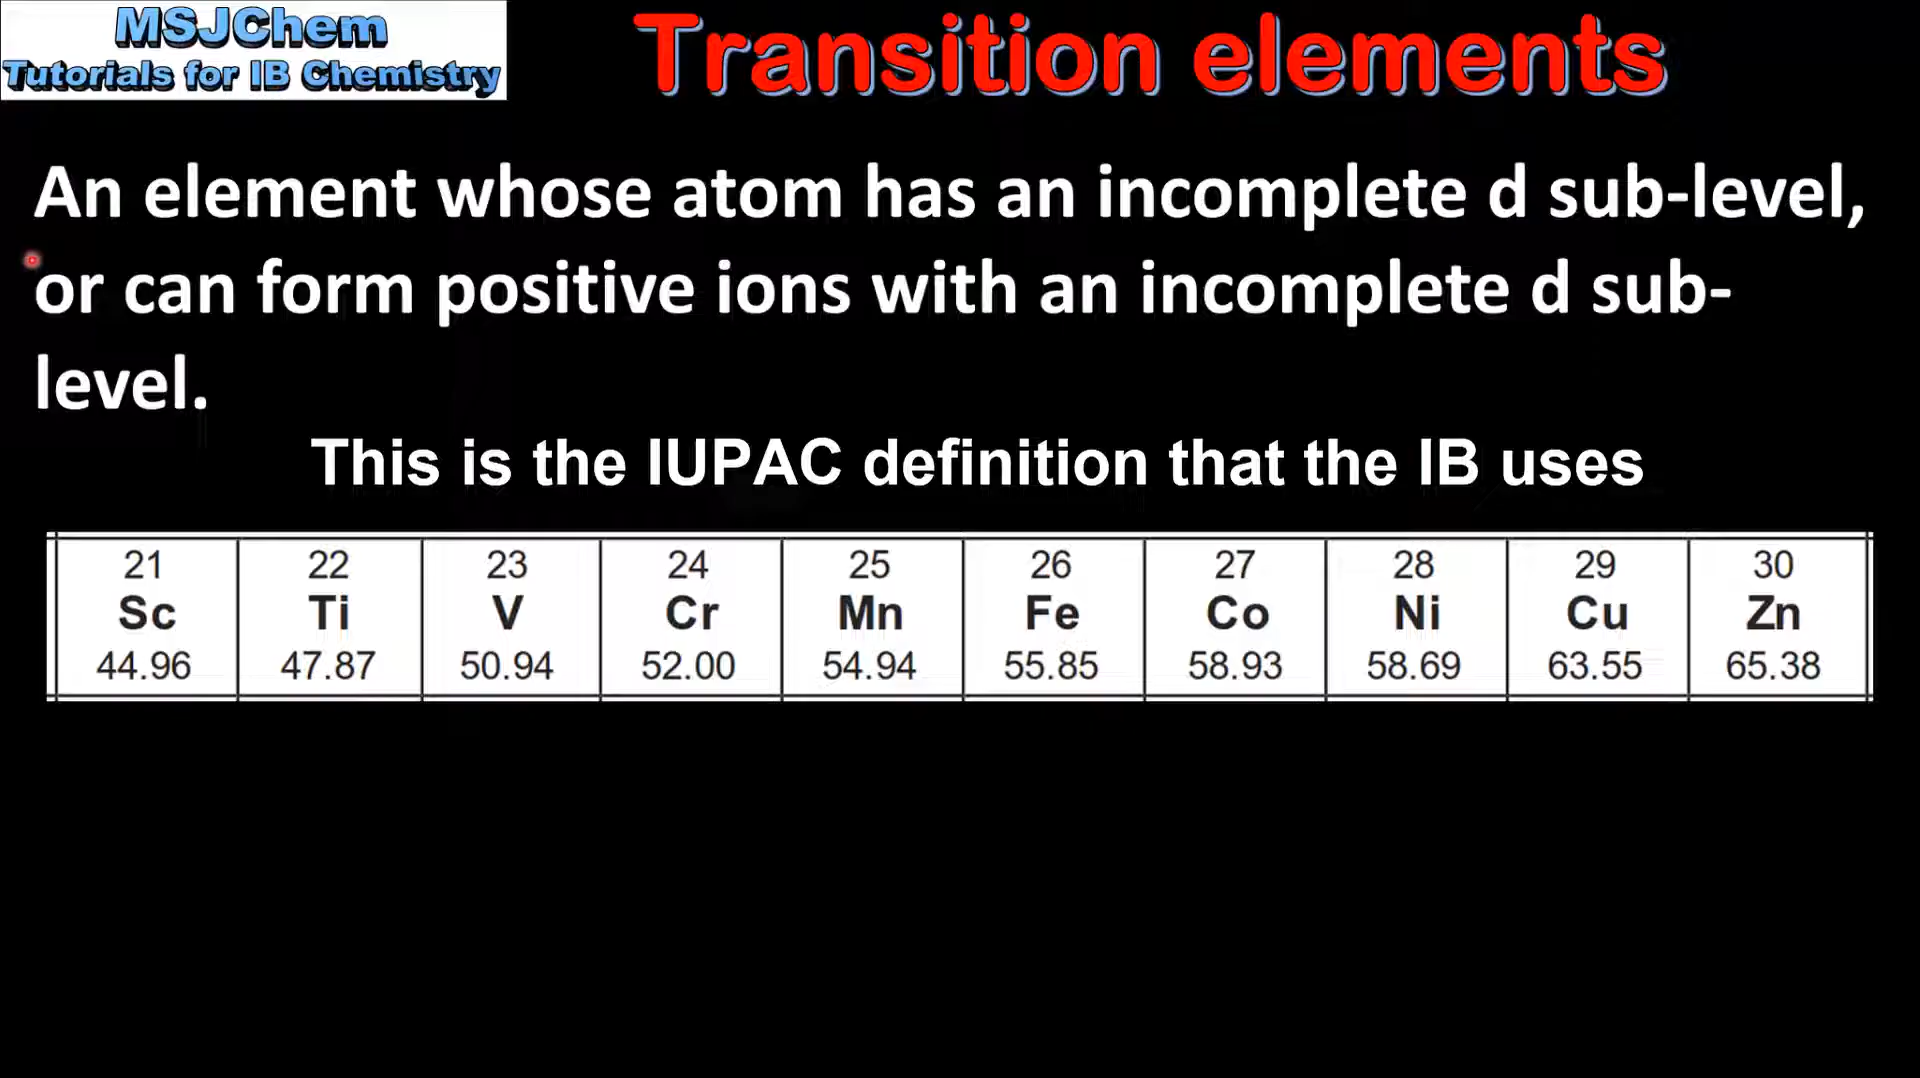 MSJChem
Tutorials for IB Chemistry
Transition elements
An element whose atom has an incomplete d sub-level,
or can form positive ions with an incomplete d sub-
level.
This is the IUPAC definition that the IB uses
21 22 23 24 25 26 27 28 29 30
Sc Ti V Cr Mn Fe Co Ni Cu Zn
44.96 47.87 50.94 52.00 54.94 55.85 58.93 58.69 63.55 65.38